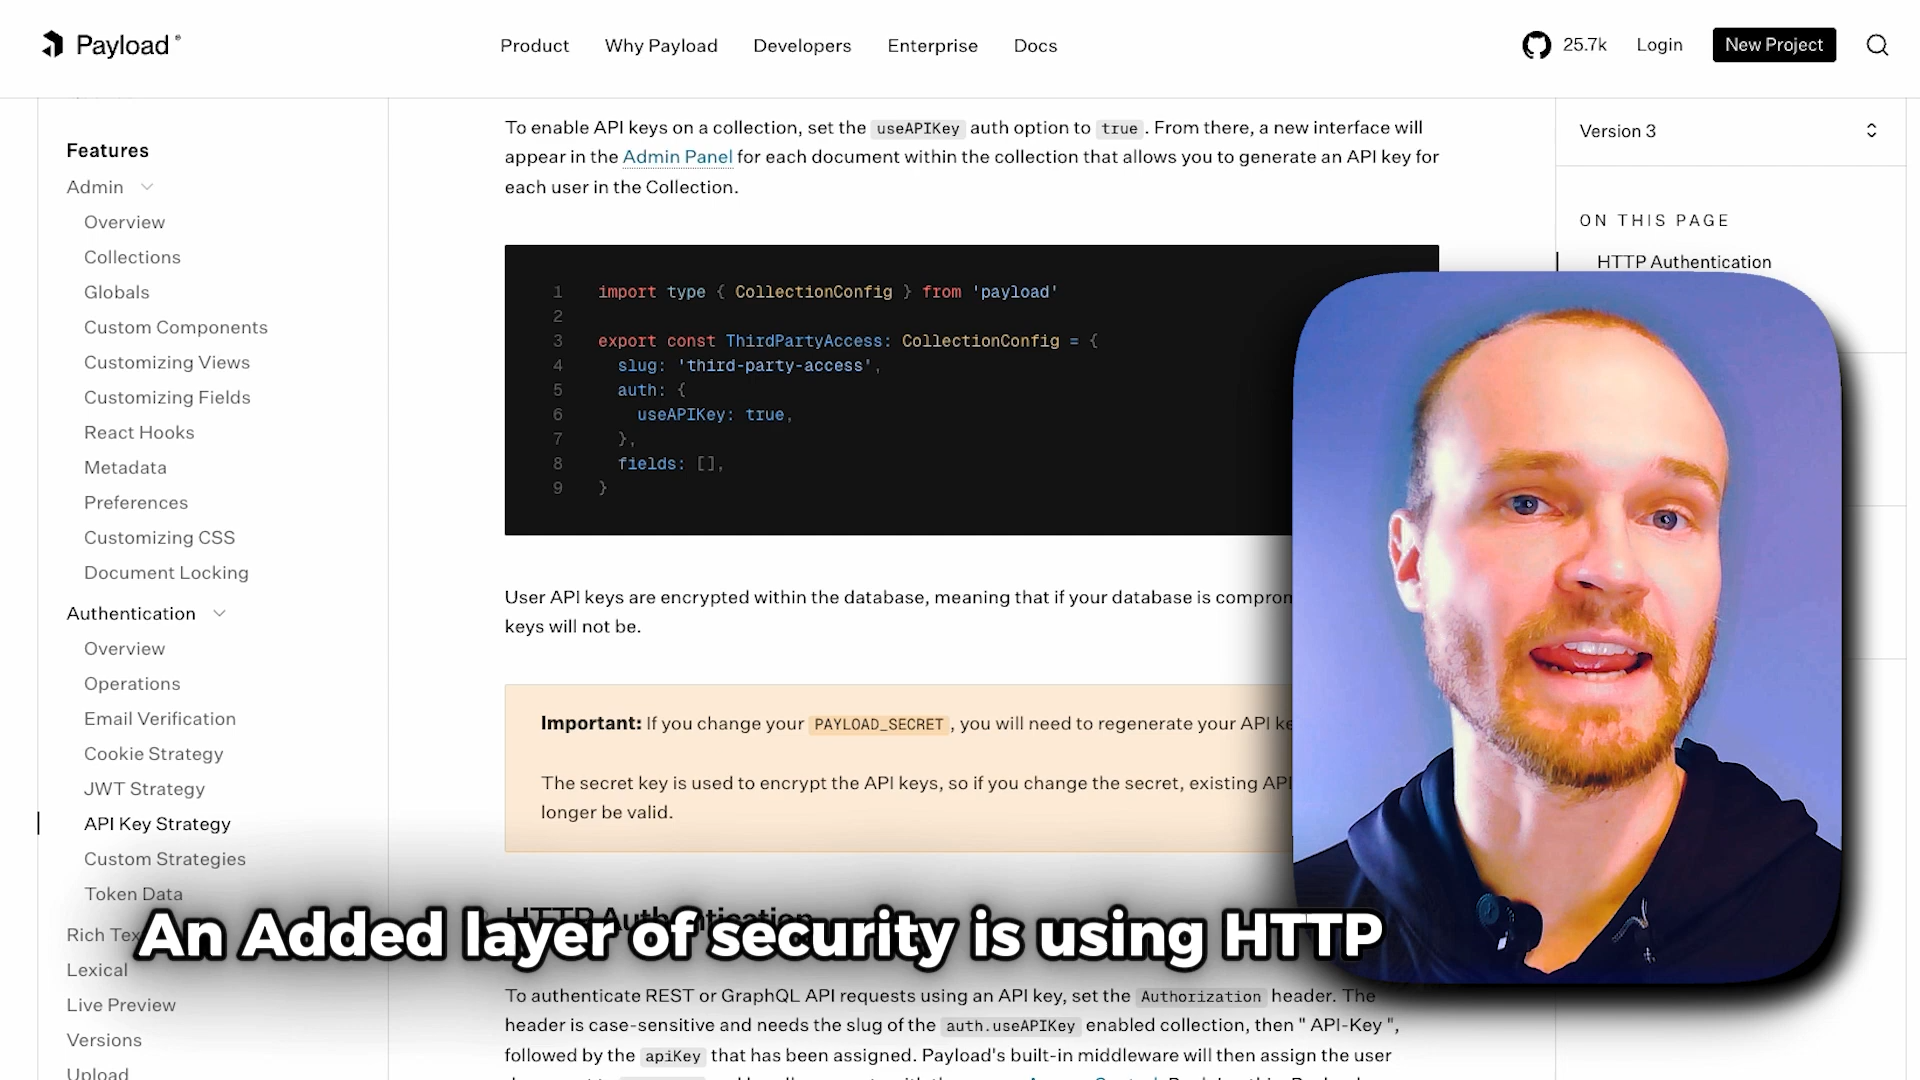 Payload
Product
Why Payload
Developers
Enterprise
Docs
25.7k
Login
New Project
Features
Admin
Overview
Collections
Globals
Custom Components
Customizing Views
Customizing Fields
React Hooks
Metadata
Preferences
Customizing CSS
Document Locking
Authentication
Overview
Operations
Email Verification
Cookie Strategy
JWT Strategy
API Key Strategy
Custom Strategies
Token Data
Rich Tex
Lexical
Live Preview
Versions
Upload
To enable API keys on a collection, set the useAPIKey auth option to true. From there, a new interface will
appear in the Admin Panel for each document within the collection that allows you to generate an API key for
each user in the Collection.
1 import type { CollectionConfig } from 'payload'
2
3 export const ThirdPartyAccess: CollectionConfig = {
4 slug: 'third-party-access',
5 auth: {
6 useAPIKey: true,
7 },
8 fields: [],
9 }
User API keys are encrypted within the database, meaning that if your database is comprom
keys will not be.
Important: If you change your PAYLOAD_SECRET, you will need to regenerate your API ke
The secret key is used to encrypt the API keys, so if you change the secret, existing API
longer be valid.
HTTP Authentication
An Added layer of security is using HTTP
To authenticate REST or GraphQL API requests using an API key, set the Authorization header. The
header is case-sensitive and needs the slug of the auth.useAPIKey enabled collection, then " API-Key ",
followed by the apiKey that has been assigned. Payload's built-in middleware will then assign the user
Version 3
ON THIS PAGE
HTTP Authentication